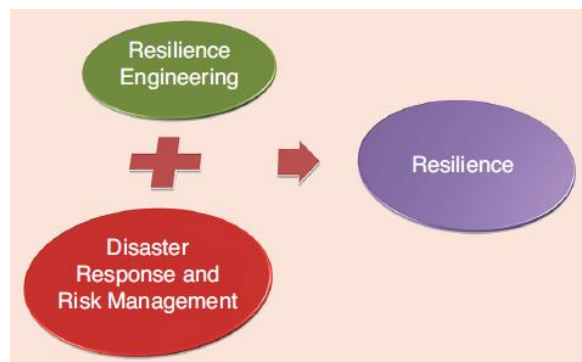 Resilience
Engineering
Disaster
Response and
Risk Management
Resilience